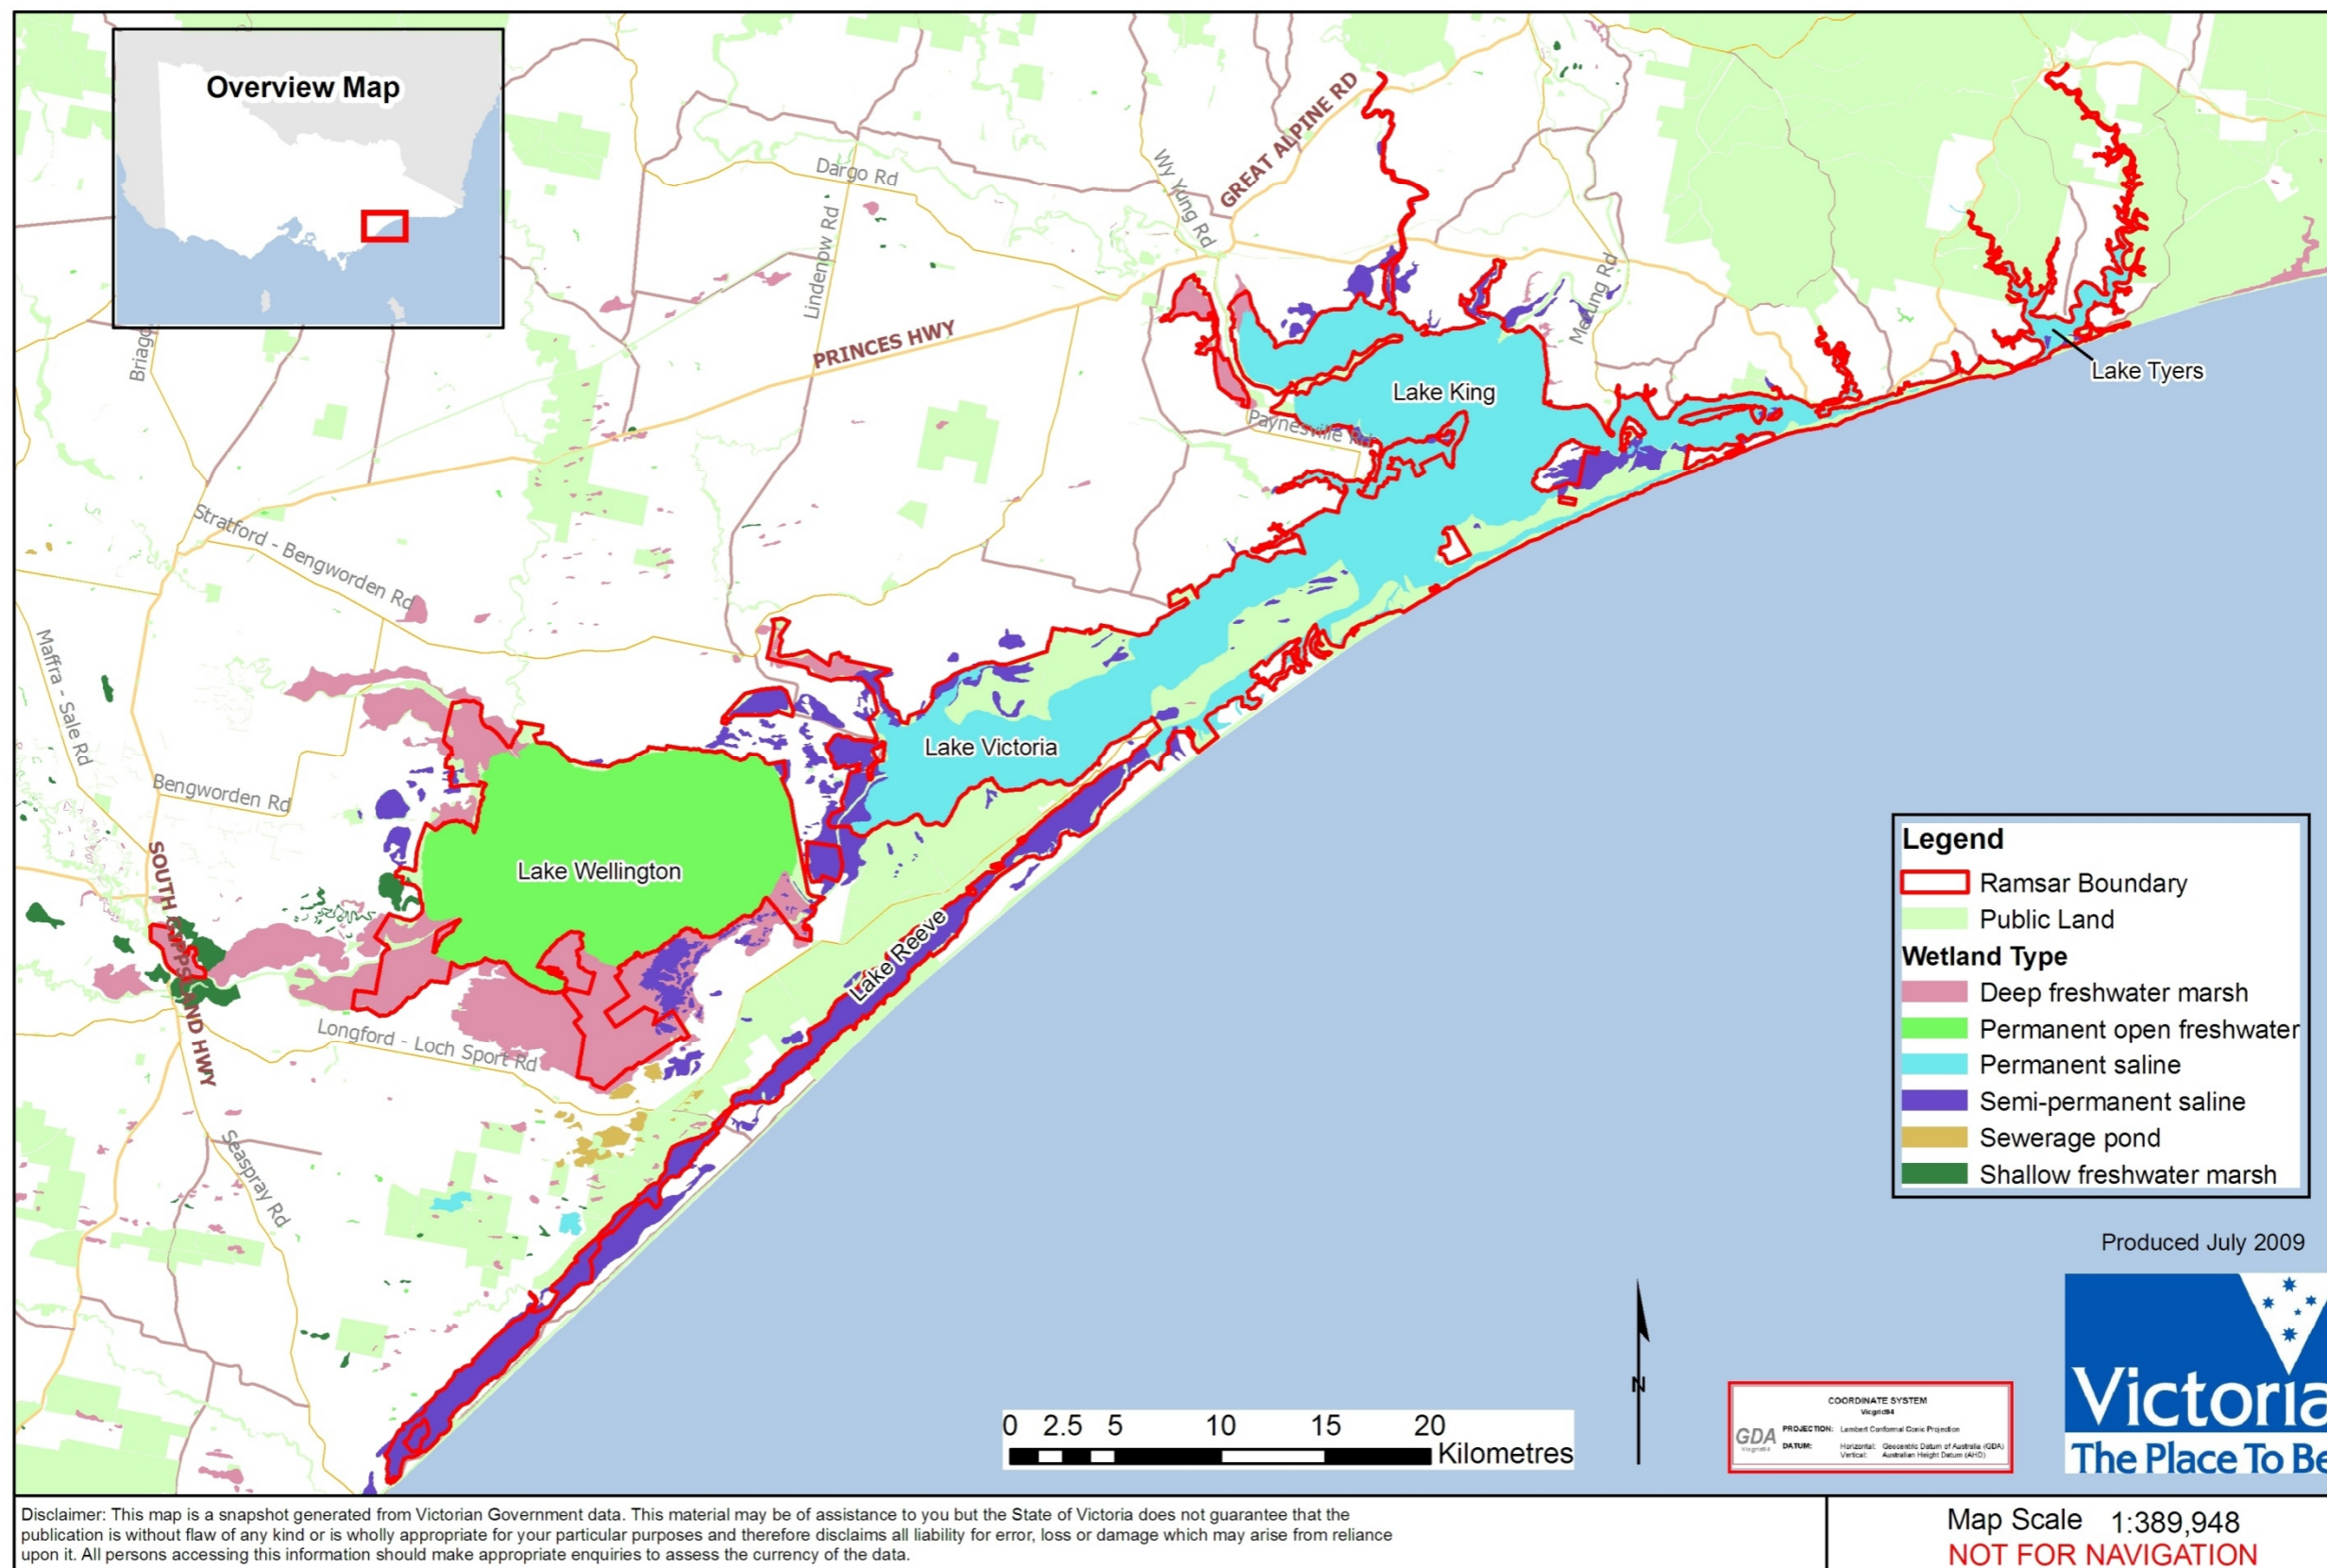 Overview Map
GREAT ALPINE RD
Wy Yung Rd
Dargo Rd
Lindenow Rd
PRINCES HWY
Metung Rd
Lake King
Lake Tyers
Paynesville Rd
Stratford - Bengworden Rd
Maffra - Sale Rd
Bengworden Rd
Lake Victoria
Lake Wellington
SOUTH GIPPSLAND HWY
Lake Reeve
Longford - Loch Sport Rd
Seaspray Rd
Legend
Ramsar Boundary
Public Land
Wetland Type
Deep freshwater marsh
Permanent open freshwater
Permanent saline
Semi-permanent saline
Sewerage pond
Shallow freshwater marsh
Produced July 2009
N
0 2.5 5 10 15 20
Kilometres
COORDINATE SYSTEM
Vicgrid94
GDA
Vicgrid94
PROJECTION: Lambert Conformal Conic Projection
DATUM: Horizontal: Geocentric Datum of Australia (GDA)
Vertical: Australian Height Datum (AHD)
Victoria
The Place To Be
Disclaimer: This map is a snapshot generated from Victorian Government data. This material may be of assistance to you but the State of Victoria does not guarantee that the
publication is without flaw of any kind or is wholly appropriate for your particular purposes and therefore disclaims all liability for error, loss or damage which may arise from reliance
upon it. All persons accessing this information should make appropriate enquiries to assess the currency of the data.
Map Scale 1:389,948
NOT FOR NAVIGATION